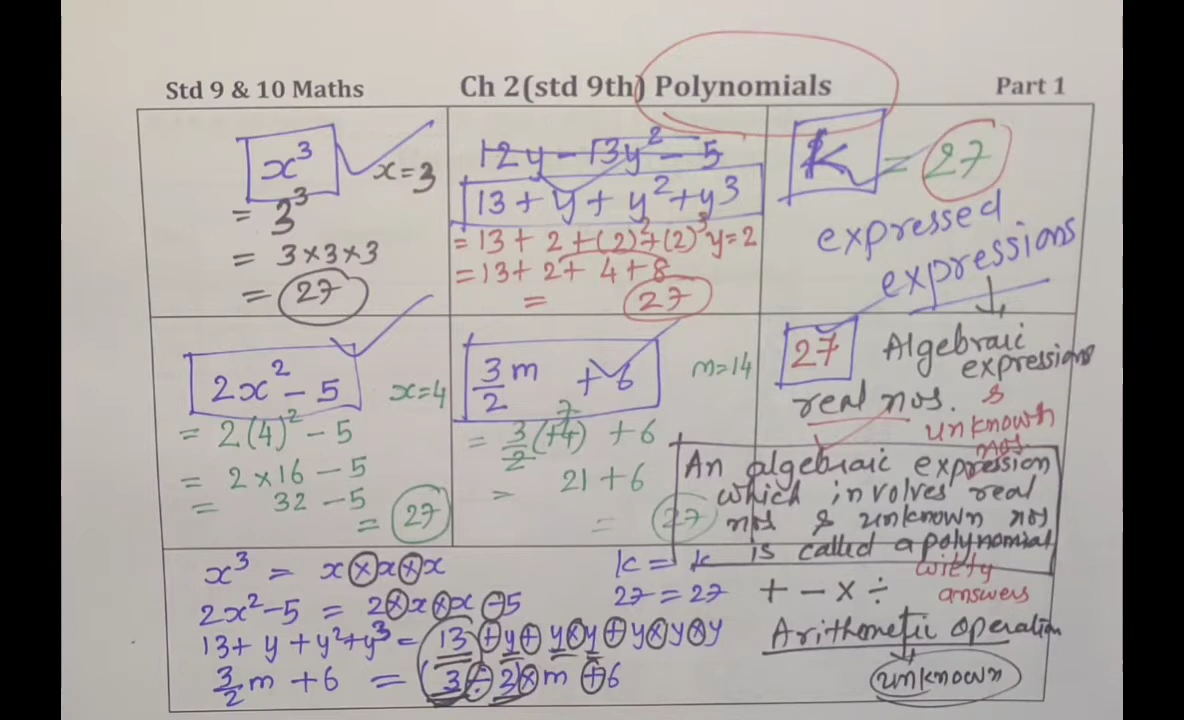 Std 9 & 10 Maths
Ch 2(std 9th) Polynomials
Part 1
x³
x=3
= 3³
= 3×3×3
= 27
12y - 13y² - 5
13 + y + y² + y³
= 13 + 2 + (2)² + (2)³ y=2
= 13 + 2 + 4 + 8
= 27
K = 27
expressed
expressions
2x² - 5
x=4
= 2(4)² - 5
= 2×16 - 5
= 32 - 5
= 27
3/2 m + 6
m=14
7
= 3/2 (14) + 6
= 21 + 6
= 27
27
Algebraic
expressions
real nos. &
unknown
nos
An algebraic expression
which involves real
nos & unknown nos
is called a polynomial
x³ = x × x × x
2x²-5 = 2 × x × x - 5
13 + y + y² + y³ = 13 + y + y × y + y × y × y
3/2 m + 6 = (3 ÷ 2) × m + 6
k = k
27 = 27
witty
answers
+ - × ÷
Arithmetic operation
unknown